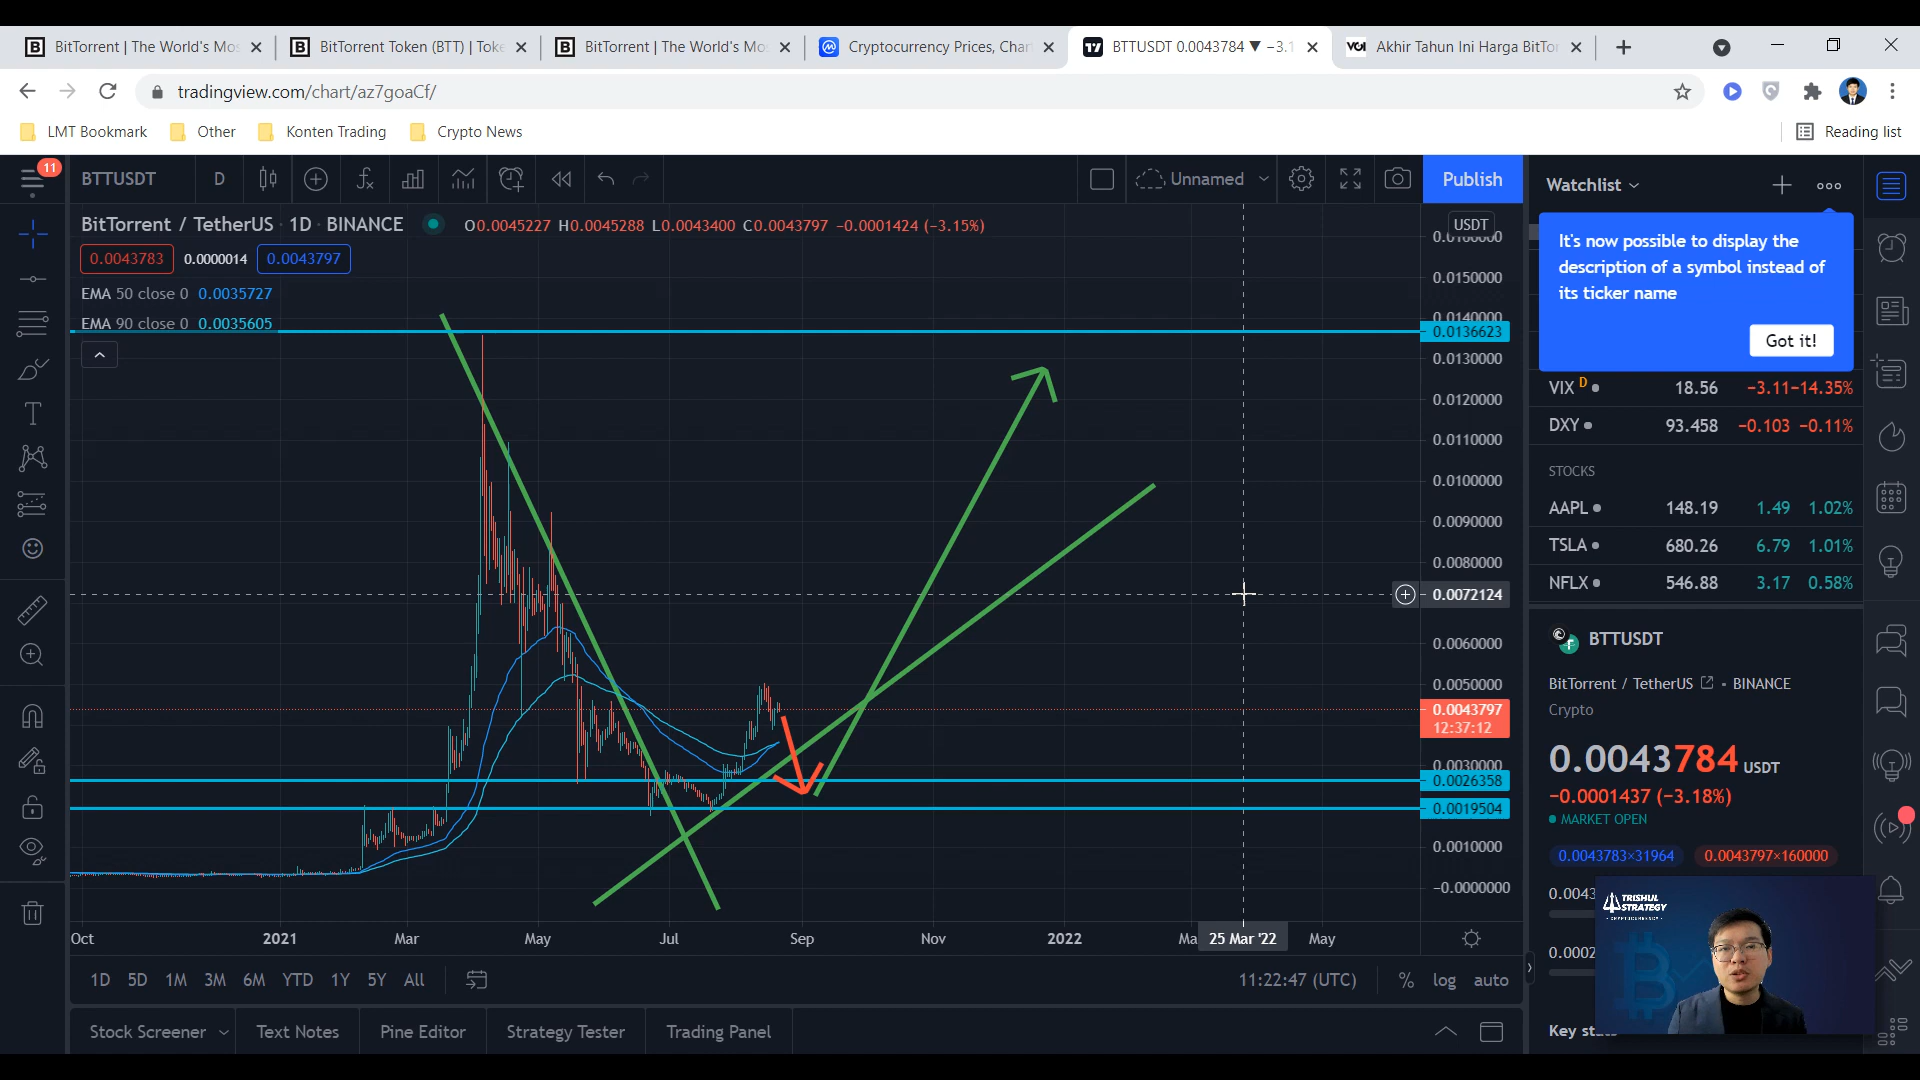 BitTorrent | The World's Mos
BitTorrent Token (BTT) | Toke
BitTorrent | The World's Mo
Cryptocurrency Prices, Char
BTTUSDT 0.0043784 ▼ −3.1
Akhir Tahun Ini Harga BitTor
tradingview.com/chart/az7goaCf/
LMT Bookmark
Other
Konten Trading
Crypto News
Reading list
11
BTTUSDT
D
Unnamed
Publish
Watchlist
BitTorrent / TetherUS · 1D · BINANCE
O0.0045227 H0.0045288 L0.0043400 C0.0043797 −0.0001424 (−3.15%)
0.0043783
0.0000014
0.0043797
EMA 50 close 0 0.0035727
EMA 90 close 0 0.0035605
USDT
0.0150000
0.0140000
0.0136623
0.0130000
0.0120000
0.0110000
0.0100000
0.0090000
0.0080000
0.0072124
0.0060000
0.0050000
0.0043797
12:37:12
0.0030000
0.0026358
0.0019504
0.0010000
−0.0000000
Oct
2021
Mar
May
Jul
Sep
Nov
2022
Ma
25 Mar '22
May
1D
5D
1M
3M
6M
YTD
1Y
5Y
All
11:22:47 (UTC)
%
log
auto
Stock Screener
Text Notes
Pine Editor
Strategy Tester
Trading Panel
It's now possible to display the
description of a symbol instead of
its ticker name
Got it!
VIX D 18.56 −3.11 −14.35%
DXY 93.458 −0.103 −0.11%
STOCKS
AAPL 148.19 1.49 1.02%
TSLA 680.26 6.79 1.01%
NFLX 546.88 3.17 0.58%
BTTUSDT
BitTorrent / TetherUS • BINANCE
Crypto
0.0043784 USDT
−0.0001437 (−3.18%)
MARKET OPEN
0.0043783×31964
0.0043797×160000
0.0043
0.0002
TRISHUL
STRATEGY
- CRYPTOCURRENCY -
Key sta